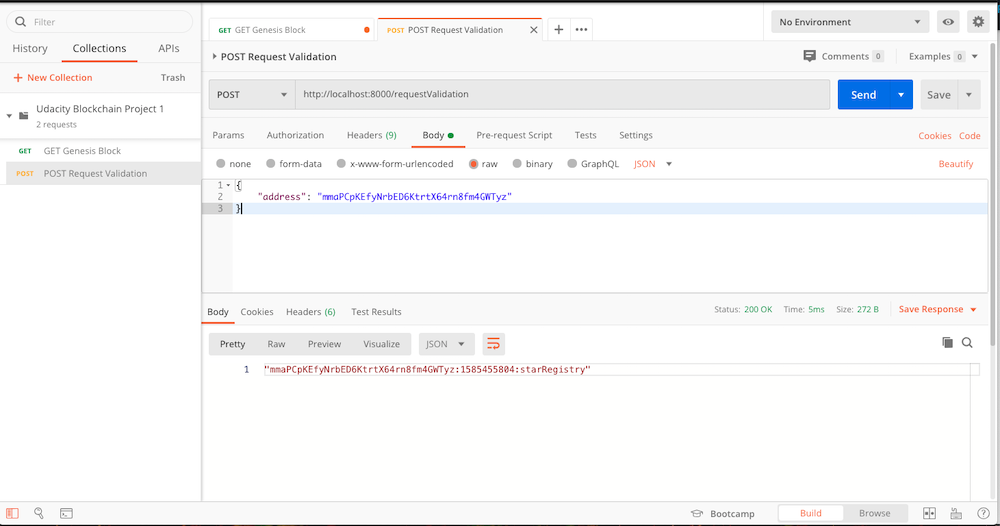 Filter
History Collections APIs
+ New Collection Trash
Udacity Blockchain Project 1
2 requests
GET GET Genesis Block
POST POST Request Validation
GET GET Genesis Block
POST POST Request Validation
No Environment
POST Request Validation
Comments 0 Examples 0
POST http://localhost:8000/requestValidation Send Save
Params Authorization Headers (9) Body Pre-request Script Tests Settings Cookies Code
none form-data x-www-form-urlencoded raw binary GraphQL JSON Beautify
1 {
2 "address": "mmaPCpKEfyNrbED6KtrtX64rn8fm4GWTyz"
3 }
Body Cookies Headers (6) Test Results Status: 200 OK Time: 5ms Size: 272 B Save Response
Pretty Raw Preview Visualize JSON
1 "mmaPCpKEfyNrbED6KtrtX64rn8fm4GWTyz:1585455804:starRegistry"
Bootcamp Build Browse